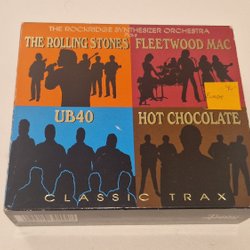 THE ROCKRIDGE SYNTHESIZER ORCHESTRA
THE ROLLING STONES
FLEETWOOD MAC
UB40
HOT CHOCOLATE
CLASSIC TRAX